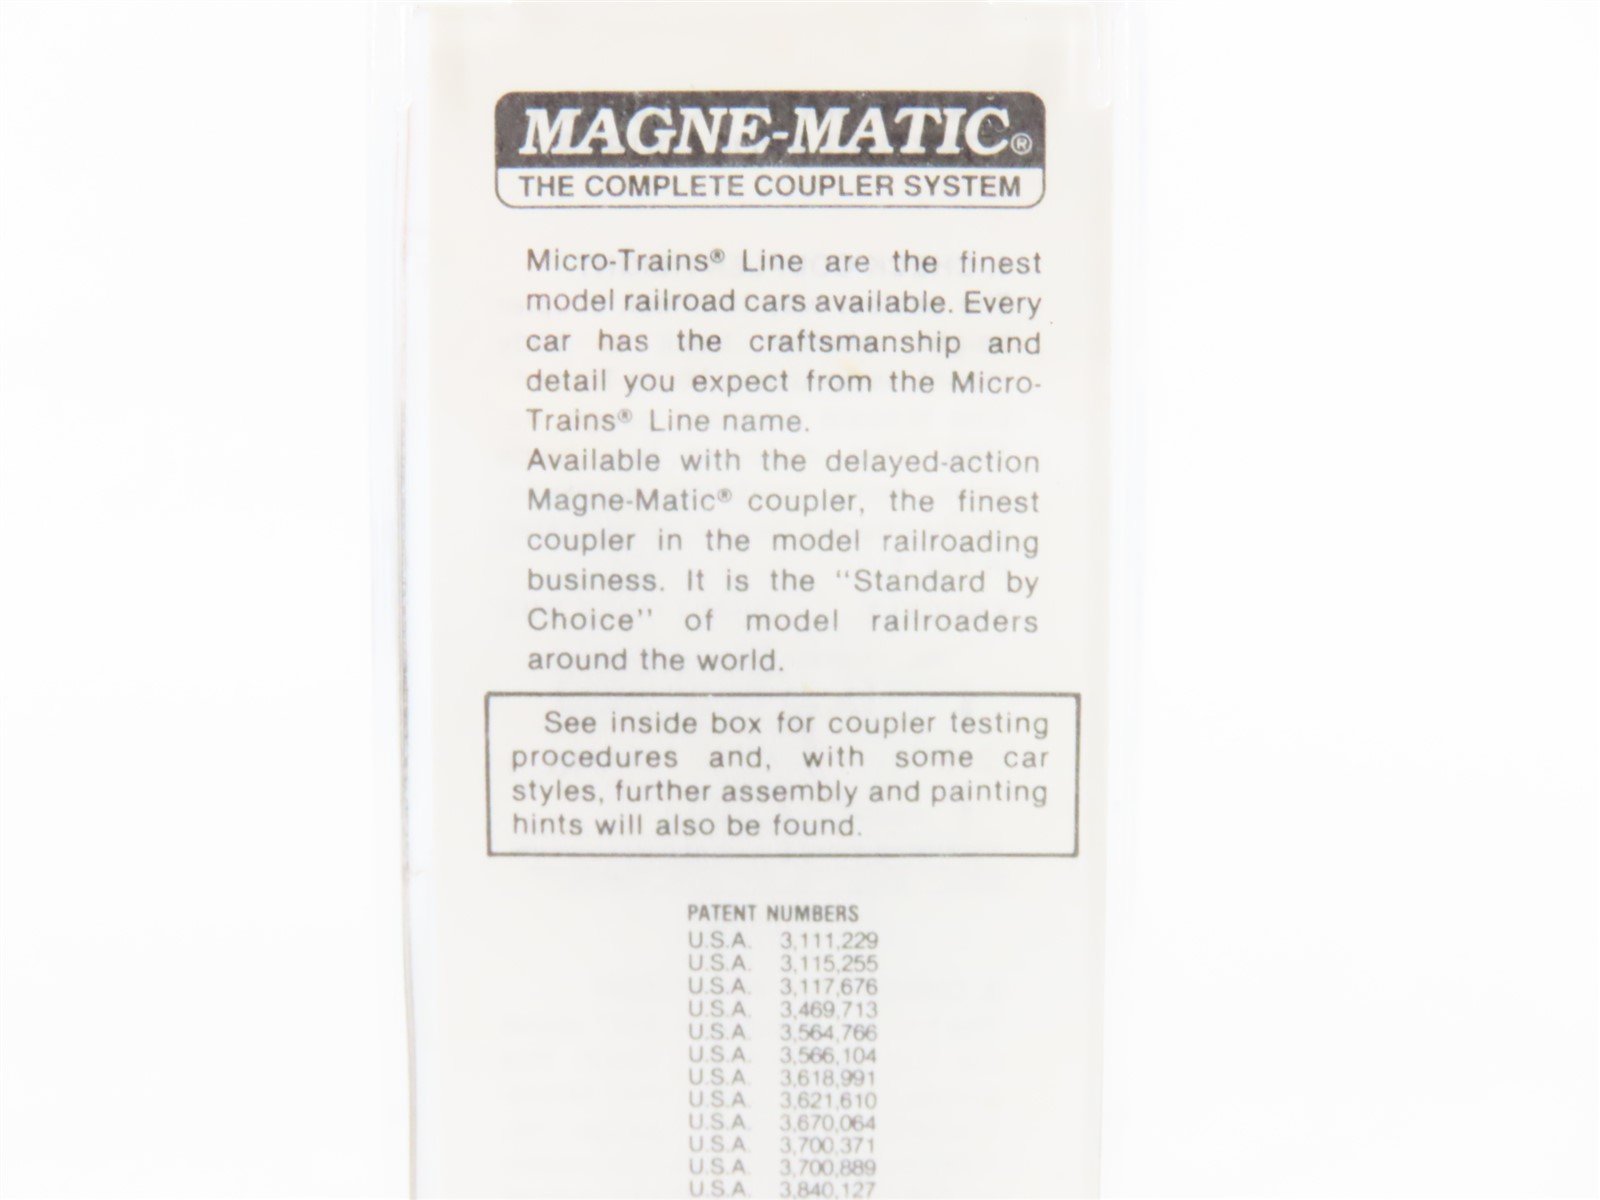 MAGNE-MATIC®
THE COMPLETE COUPLER SYSTEM
Micro-Trains® Line are the finest
model railroad cars available. Every
car has the craftsmanship and
detail you expect from the Micro-
Trains® Line name.
Available with the delayed-action
Magne-Matic® coupler, the finest
coupler in the model railroading
business. It is the "Standard by
Choice" of model railroaders
around the world.
See inside box for coupler testing
procedures and, with some car
styles, further assembly and painting
hints will also be found.
PATENT NUMBERS
U.S.A. 3,111,229
U.S.A. 3,115,255
U.S.A. 3,117,676
U.S.A. 3,469,713
U.S.A. 3,564,766
U.S.A. 3,566,104
U.S.A. 3,618,991
U.S.A. 3,621,610
U.S.A. 3,670,064
U.S.A. 3,700,371
U.S.A. 3,700,889
U.S.A. 3,840,127